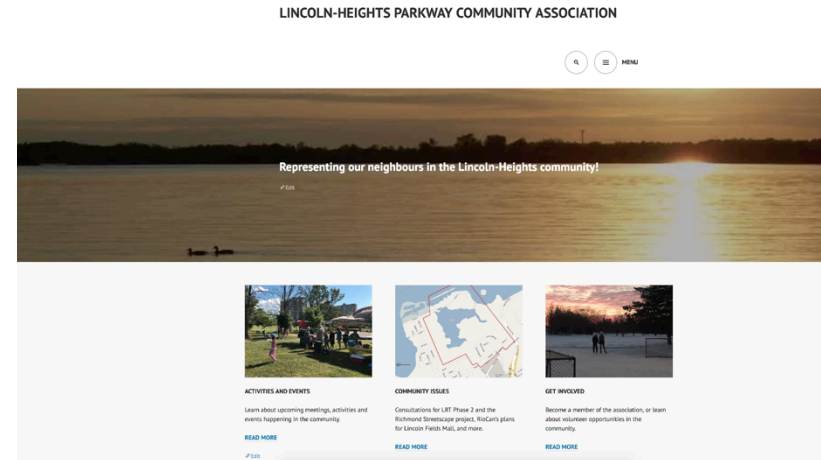 LINCOLN-HEIGHTS PARKWAY COMMUNITY ASSOCIATION
MENU
Representing our neighbours in the Lincoln-Heights community!
Edit
ACTIVITIES AND EVENTS
Learn about upcoming meetings, activities and
events happening in the community.
READ MORE
Edit
COMMUNITY ISSUES
Consultations for LRT Phase 2 and the
Richmond Streetscape project, RioCan's plans
for Lincoln Fields Mall, and more.
READ MORE
GET INVOLVED
Become a member of the association, or learn
about volunteer opportunities in the
community.
READ MORE